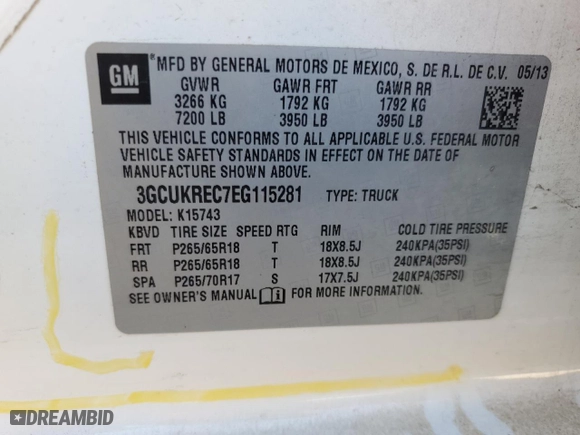 GM
MFD BY GENERAL MOTORS DE MEXICO, S. DE R.L. DE C.V. 05/13
GVWR GAWR FRT GAWR RR
3266 KG 1792 KG 1792 KG
7200 LB 3950 LB 3950 LB
THIS VEHICLE CONFORMS TO ALL APPLICABLE U.S. FEDERAL MOTOR
VEHICLE SAFETY STANDARDS IN EFFECT ON THE DATE OF
MANUFACTURE SHOWN ABOVE.
3GCUKREC7EG115281 TYPE: TRUCK
MODEL: K15743
KBVD TIRE SIZE SPEED RTG RIM COLD TIRE PRESSURE
FRT P265/65R18 T 18X8.5J 240KPA(35PSI)
RR P265/65R18 T 18X8.5J 240KPA(35PSI)
SPA P265/70R17 S 17X7.5J 240KPA(35PSI)
SEE OWNER'S MANUAL FOR MORE INFORMATION.
DREAMBID